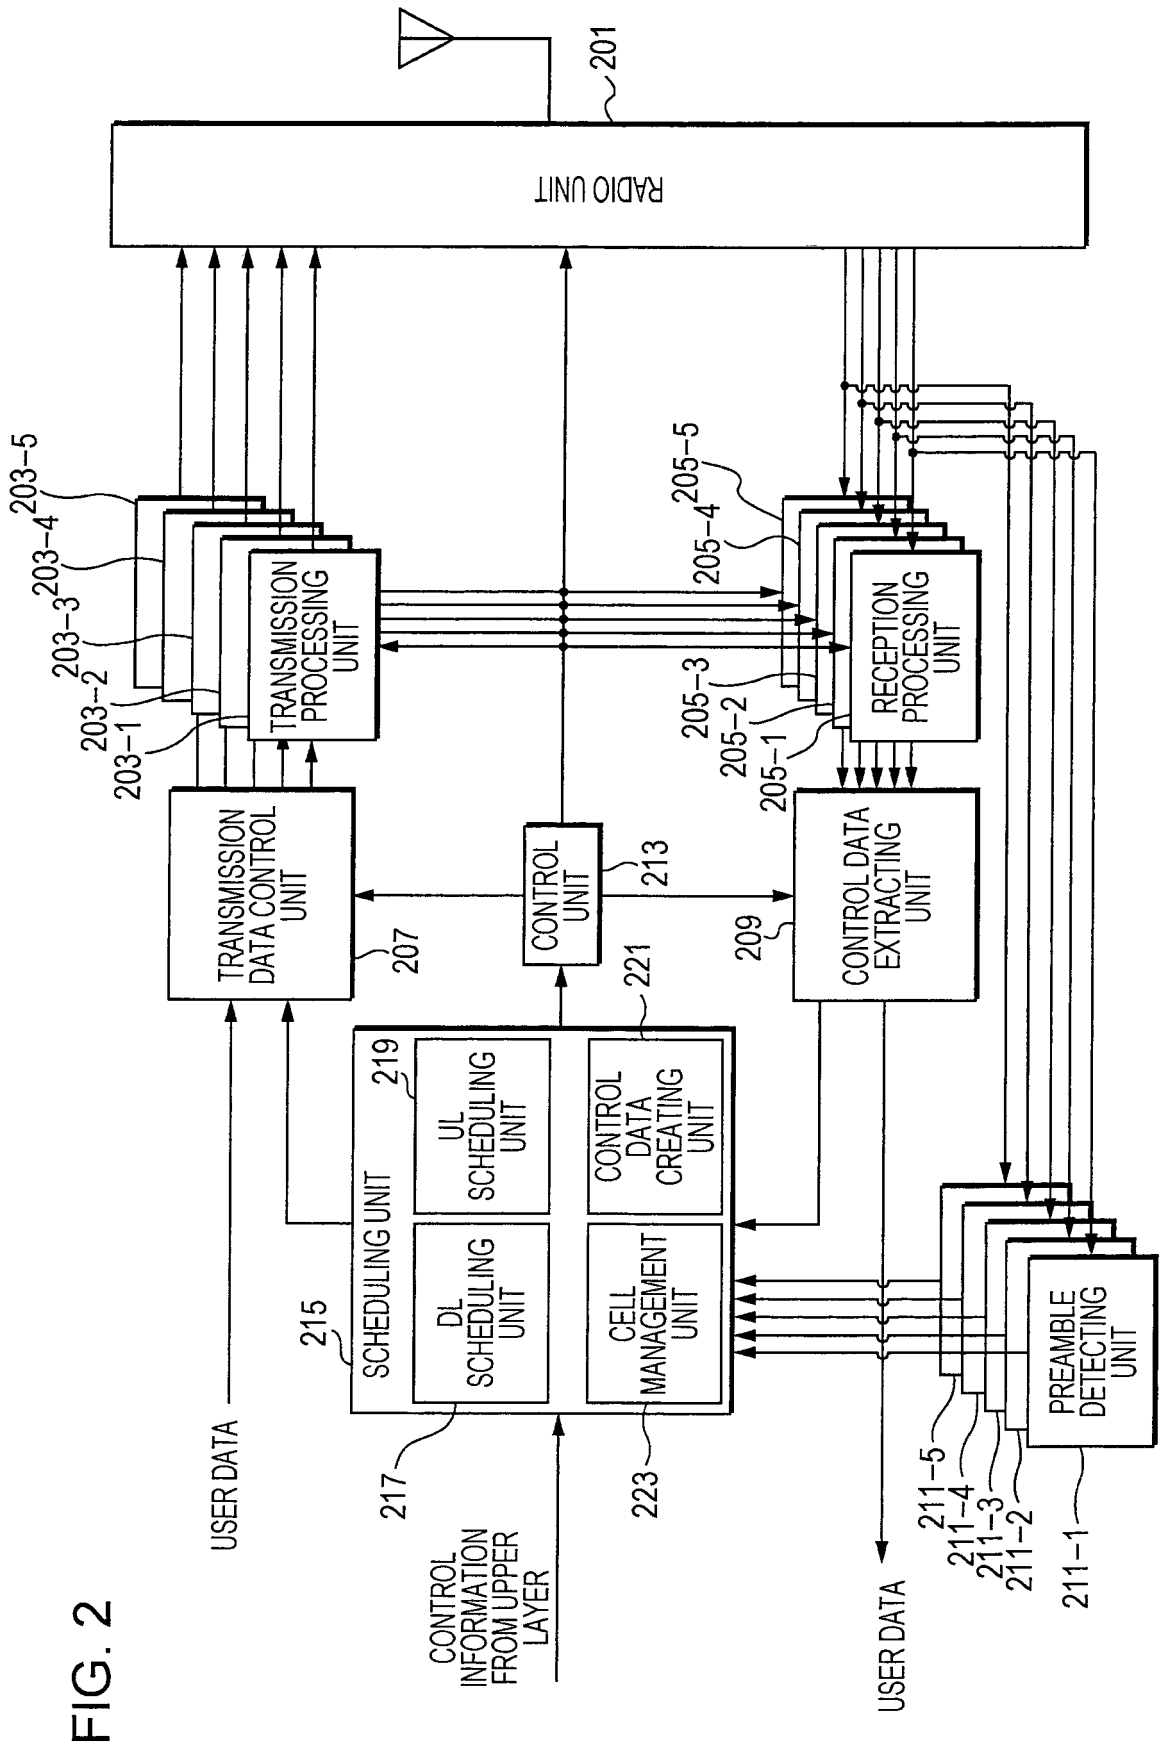 FIG. 2
USER DATA
CONTROL
INFORMATION
FROM UPPER
LAYER
USER DATA
215
SCHEDULING UNIT
217
DL
SCHEDULING
UNIT
219
UL
SCHEDULING
UNIT
223
CELL
MANAGEMENT
UNIT
221
CONTROL
DATA
CREATING
UNIT
211-5
211-4
211-3
211-2
211-1
PREAMBLE
DETECTING
UNIT
TRANSMISSION
DATA CONTROL
UNIT
207
CONTROL
UNIT
213
209
CONTROL DATA
EXTRACTING
UNIT
203-5
203-4
203-3
203-2
203-1
TRANSMISSION
PROCESSING
UNIT
205-5
205-4
205-3
205-2
205-1
RECEPTION
PROCESSING
UNIT
RADIO UNIT
201